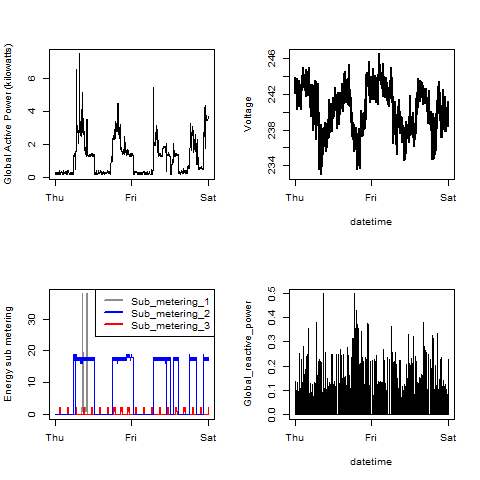 Global Active Power (kilowatts)
6
4
2
0
Thu
Fri
Sat
Voltage
246
242
238
234
Thu
Fri
Sat
datetime
Energy sub metering
30
20
10
0
Sub_metering_1
Sub_metering_2
Sub_metering_3
Thu
Fri
Sat
Global_reactive_power
0.5
0.4
0.3
0.2
0.1
0.0
Thu
Fri
Sat
datetime